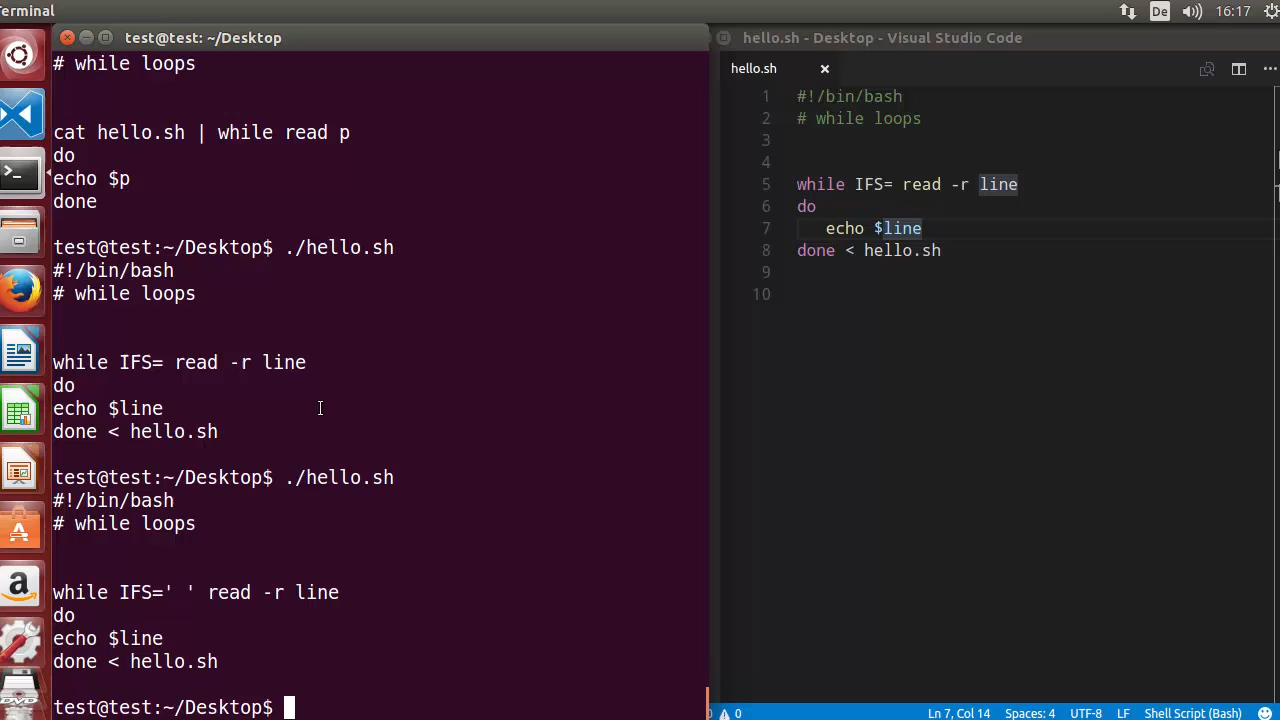 Terminal
De
16:17
test@test: ~/Desktop
# while loops
cat hello.sh | while read p
do
echo $p
done
test@test:~/Desktop$ ./hello.sh
#!/bin/bash
# while loops
while IFS= read -r line
do
echo $line
done < hello.sh
test@test:~/Desktop$ ./hello.sh
#!/bin/bash
# while loops
while IFS=' ' read -r line
do
echo $line
done < hello.sh
test@test:~/Desktop$
hello.sh - Desktop - Visual Studio Code
hello.sh
1 #!/bin/bash
2 # while loops
3
4
5 while IFS= read -r line
6 do
7 echo $line
8 done < hello.sh
9
10
0 0 Ln 7, Col 14 Spaces: 4 UTF-8 LF Shell Script (Bash)